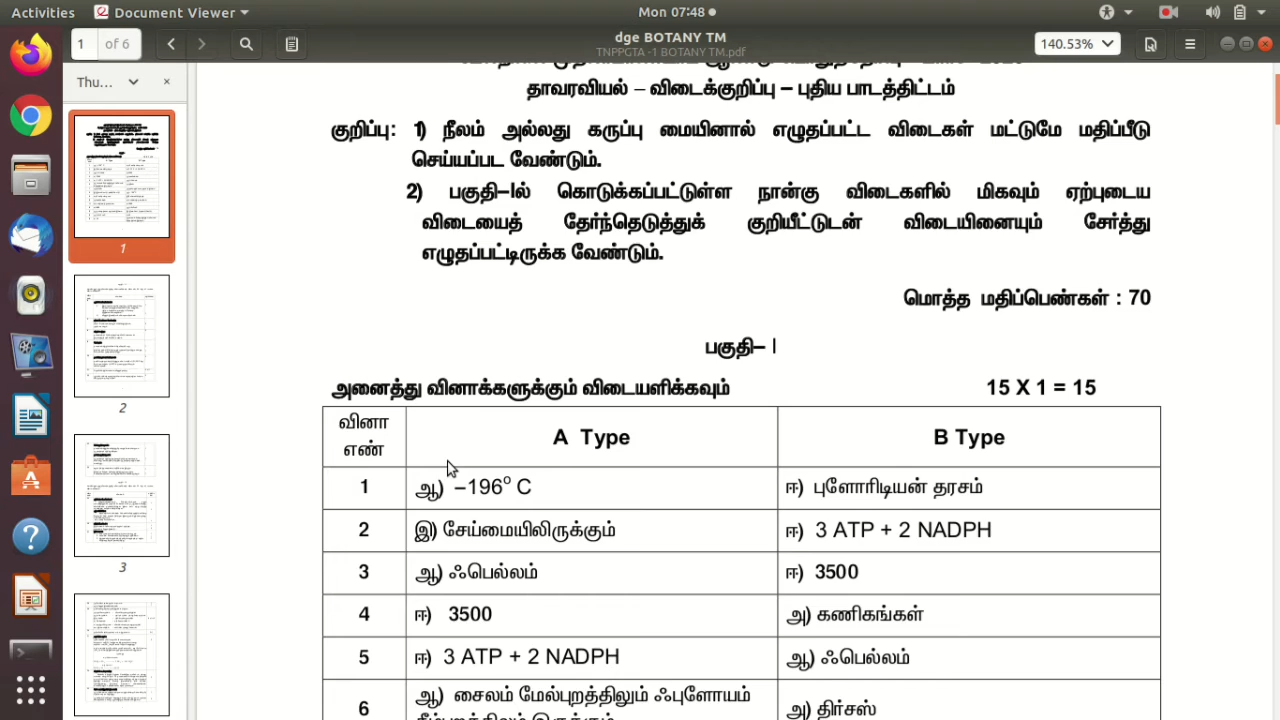 Activities Document Viewer Mon 07:48
1 of 6 dge BOTANY TM 140.53%
TNPPGTA -1 BOTANY TM.pdf
Thu...
தாவரவியல் – விடைக்குறிப்பு – புதிய பாடத்திட்டம்
குறிப்பு: 1) நீலம் அல்லது கருப்பு மையினால் எழுதப்பட்ட விடைகள் மட்டுமே மதிப்பீடு
செய்யப்பட வேண்டும்.
2) பகுதி–Iல் கொடுக்கப்பட்டுள்ள நான்கு விடைகளில் மிகவும் ஏற்புடைய
விடையைத் தேர்ந்தெடுத்துக் குறியீட்டுடன் விடையினையும் சேர்த்து
எழுதப்பட்டிருக்க வேண்டும்.
மொத்த மதிப்பெண்கள் : 70
பகுதி– I
அனைத்து வினாக்களுக்கும் விடையளிக்கவும் 15 X 1 = 15
வினா
எண் A Type B Type
1 ஆ) –196⁰ C ஈ) புளோரிடியன் தரசம்
2 இ) சேய்மையிலிருக்கும் ஈ) 3 ATP + 2 NADPH
3 ஆ) ஃபெல்லம் ஈ) 3500
4 ஈ) 3500 அ) கணிகங்கள்
5 ஈ) 3 ATP + 2 NADPH ஆ) ஃபெல்லம்
6 ஆ) சைலம் மேல்புறத்திலும் ஃபுளோயம் அ) திர்சஸ்
1
2
3